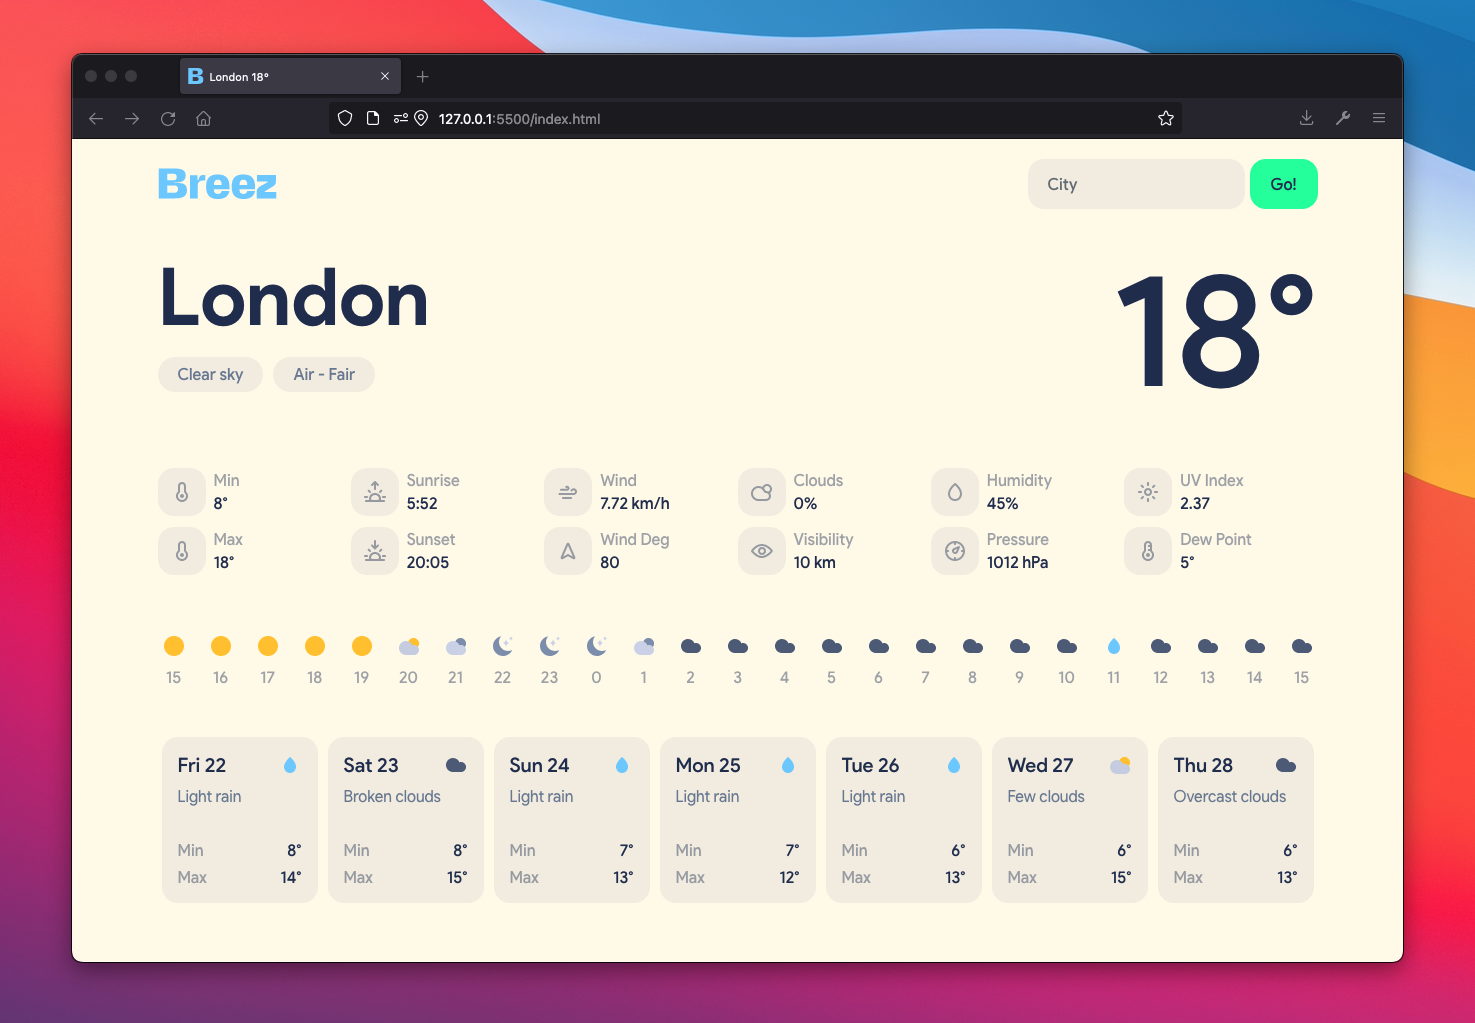 B London 18°
127.0.0.1:5500/index.html
Breez
City
Go!
London
18°
Clear sky
Air - Fair
Min
8°
Sunrise
5:52
Wind
7.72 km/h
Clouds
0%
Humidity
45%
UV Index
2.37
Max
18°
Sunset
20:05
Wind Deg
80
Visibility
10 km
Pressure
1012 hPa
Dew Point
5°
15 16 17 18 19 20 21 22 23 0 1 2 3 4 5 6 7 8 9 10 11 12 13 14 15
Fri 22
Light rain
Min 8°
Max 14°
Sat 23
Broken clouds
Min 8°
Max 15°
Sun 24
Light rain
Min 7°
Max 13°
Mon 25
Light rain
Min 7°
Max 12°
Tue 26
Light rain
Min 6°
Max 13°
Wed 27
Few clouds
Min 6°
Max 15°
Thu 28
Overcast clouds
Min 6°
Max 13°